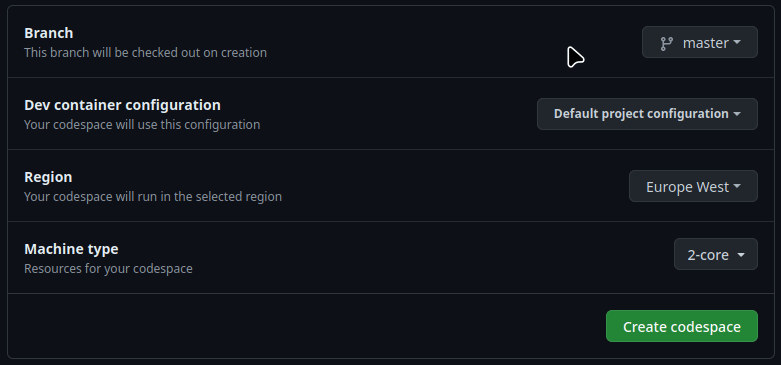 Branch
This branch will be checked out on creation
master
Dev container configuration
Your codespace will use this configuration
Default project configuration
Region
Your codespace will run in the selected region
Europe West
Machine type
Resources for your codespace
2-core
Create codespace